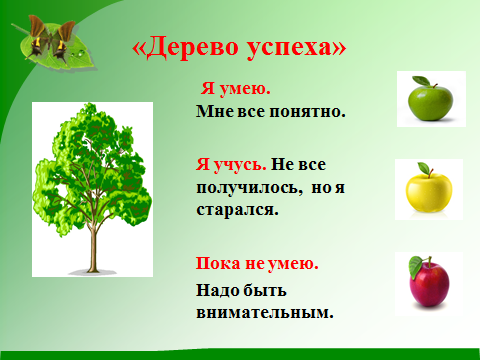 «Дерево успеха»
Я умею.
Мне все понятно.
Я учусь. Не все
получилось, но я
старался.
Пока не умею.
Надо быть
внимательным.